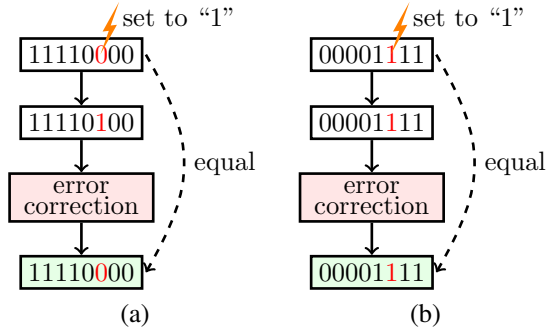 set to “1”
11110000
11110100
equal
error
correction
11110000
(a)
set to “1”
00001111
00001111
equal
error
correction
00001111
(b)